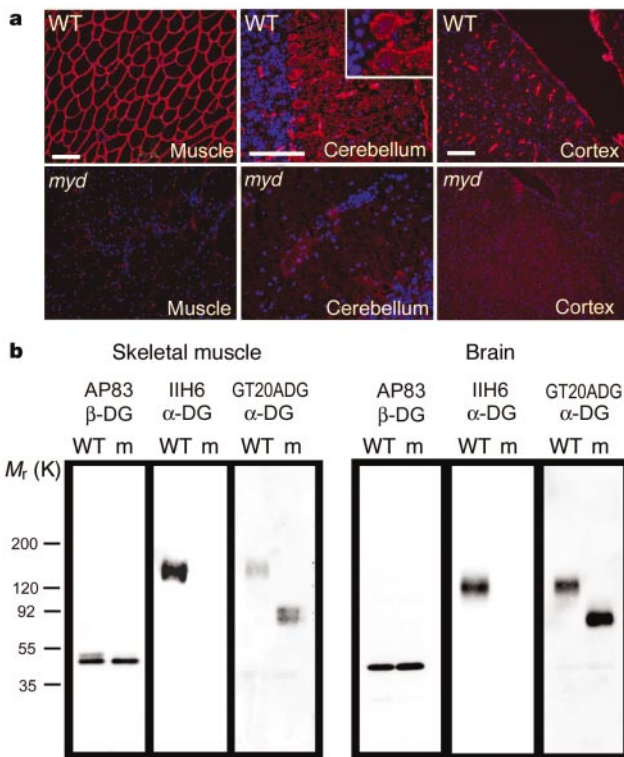 a
WT WT WT
Muscle Cerebellum Cortex
myd myd myd
Muscle Cerebellum Cortex
b
Skeletal muscle Brain
AP83 IIH6 GT20ADG AP83 IIH6 GT20ADG
β-DG α-DG α-DG β-DG α-DG α-DG
WT m WT m WT m WT m WT m WT m
Mr (K)
200
120
92
55
35